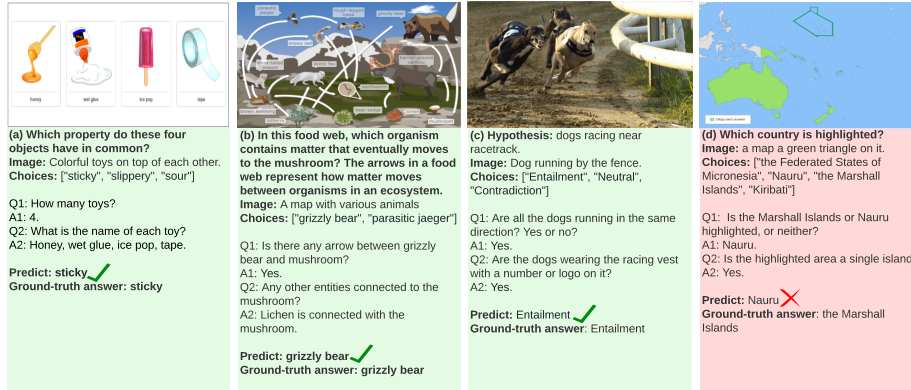 honey
wet glue
ice pop
tape
(a) Which property do these four
objects have in common?
Image: Colorful toys on top of each other.
Choices: ["sticky", "slippery", "sour"]
Q1: How many toys?
A1: 4.
Q2: What is the name of each toy?
A2: Honey, wet glue, ice pop, tape.
Predict: sticky
Ground-truth answer: sticky
parasitic
jaeger
rough-legged
hawk
grizzly bear
snowy owl
(b) In this food web, which organism
contains matter that eventually moves
to the mushroom? The arrows in a food
web represent how matter moves
between organisms in an ecosystem.
Image: A map with various animals
Choices: ["grizzly bear", "parasitic jaeger"]
Q1: Is there any arrow between grizzly
bear and mushroom?
A1: Yes.
Q2: Any other entities connected to the
mushroom?
A2: Lichen is connected with the
mushroom.
Predict: grizzly bear
Ground-truth answer: grizzly bear
(c) Hypothesis: dogs racing near
racetrack.
Image: Dog running by the fence.
Choices: ["Entailment", "Neutral",
"Contradiction"]
Q1: Are all the dogs running in the same
direction? Yes or no?
A1: Yes.
Q2: Are the dogs wearing the racing vest
with a number or logo on it?
A2: Yes.
Predict: Entailment
Ground-truth answer: Entailment
(d) Which country is highlighted?
Image: a map a green triangle on it.
Choices: ["the Federated States of
Micronesia", "Nauru", "the Marshall
Islands", "Kiribati"]
Q1: Is the Marshall Islands or Nauru
highlighted, or neither?
A1: Nauru.
Q2: Is the highlighted area a single island
A2: Yes.
Predict: Nauru
Ground-truth answer: the Marshall
Islands